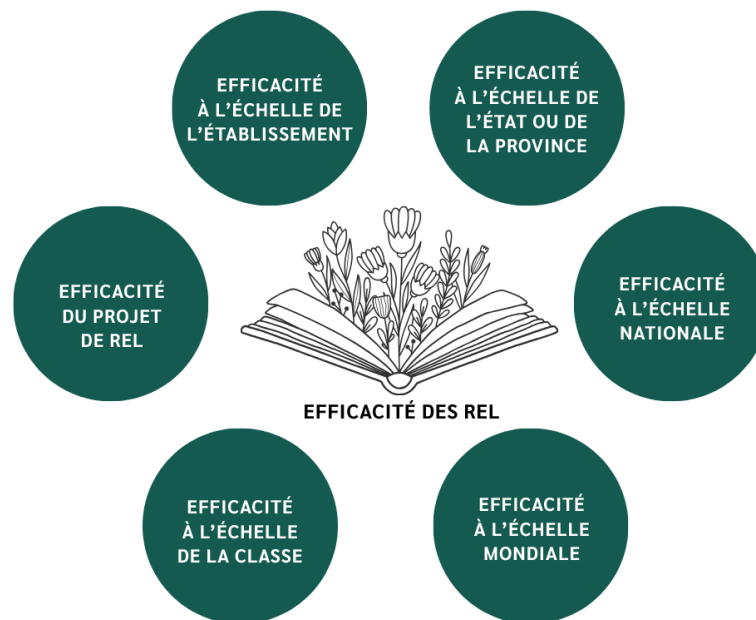 EFFICACITÉ
À L'ÉCHELLE DE
L'ÉTABLISSEMENT
EFFICACITÉ
À L'ÉCHELLE DE
L'ÉTAT OU DE
LA PROVINCE
EFFICACITÉ
DU PROJET
DE REL
EFFICACITÉ
À L'ÉCHELLE
NATIONALE
EFFICACITÉ DES REL
EFFICACITÉ
À L'ÉCHELLE
DE LA CLASSE
EFFICACITÉ
À L'ÉCHELLE
MONDIALE